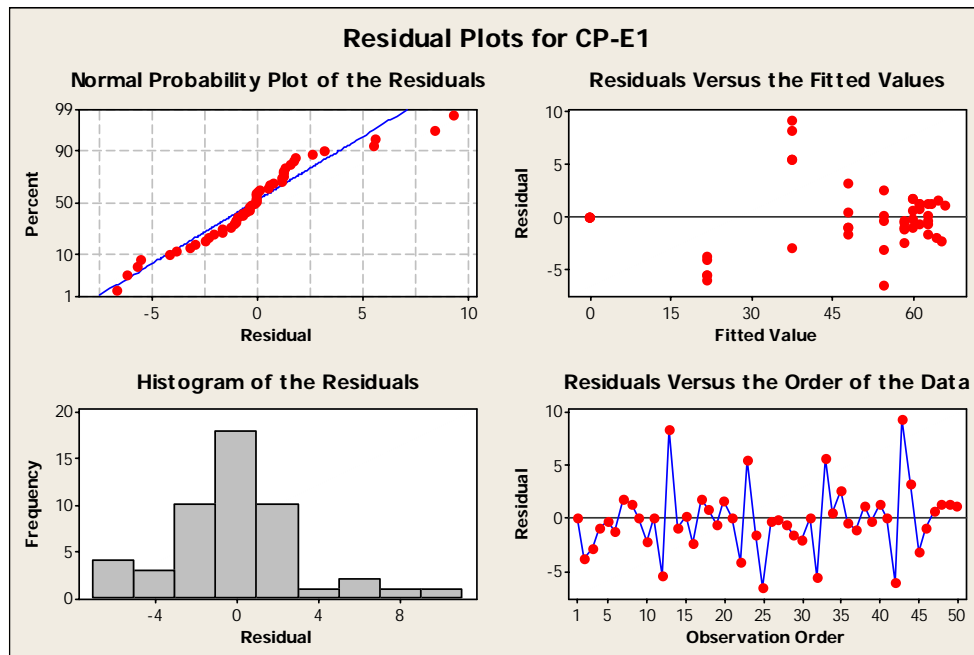 Residual Plots for CP-E1
Normal Probability Plot of the Residuals
99
90
50
10
1
Percent
-5 0 5 10
Residual
Residuals Versus the Fitted Values
10
5
0
-5
Residual
0 15 30 45 60
Fitted Value
Histogram of the Residuals
20
15
10
5
0
Frequency
-4 0 4 8
Residual
Residuals Versus the Order of the Data
10
5
0
-5
Residual
1 5 10 15 20 25 30 35 40 45 50
Observation Order